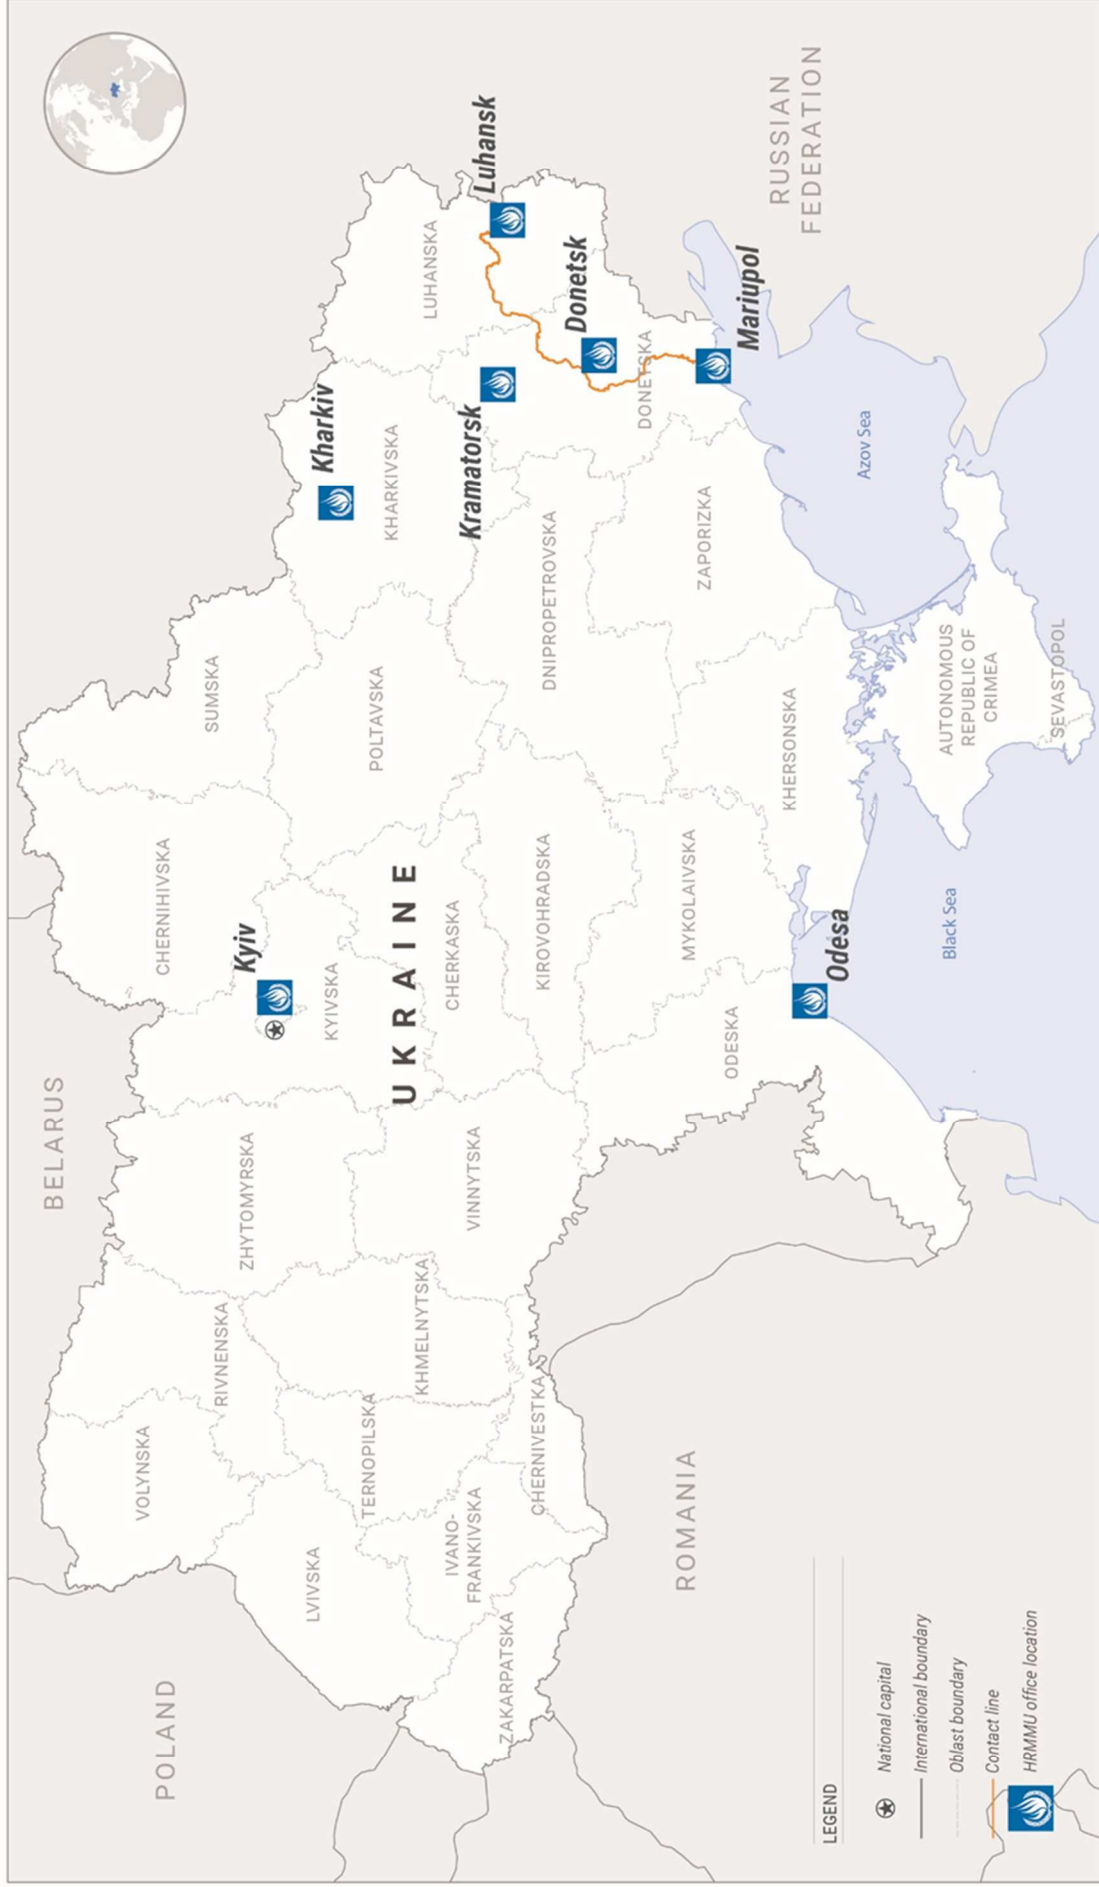 BELARUS
POLAND
RUSSIAN
FEDERATION
ROMANIA
UKRAINE
VOLYNSKA
RIVNENSKA
ZHYTOMYRSKA
KYIVSKA
CHERNIHIVSKA
SUMSKA
LVIVSKA
TERNOPILSKA
KHMELNYTSKA
VINNYTSKA
CHERKASKA
POLTAVSKA
KHARKIVSKA
LUHANSKA
ZAKARPATSKA
IVANO-
FRANKIVSKA
CHERNIVESTKA
KIROVOHRADSKA
DNIPROPETROVSKA
DONETSKA
ODESKA
MYKOLAIVSKA
ZAPORIZKA
KHERSONSKA
AUTONOMOUS
REPUBLIC OF
CRIMEA
SEVASTOPOL
Kyiv
Kharkiv
Kramatorsk
Luhansk
Donetsk
Mariupol
Odesa
Azov Sea
Black Sea
LEGEND
National capital
International boundary
Oblast boundary
Contact line
HRMMU office location